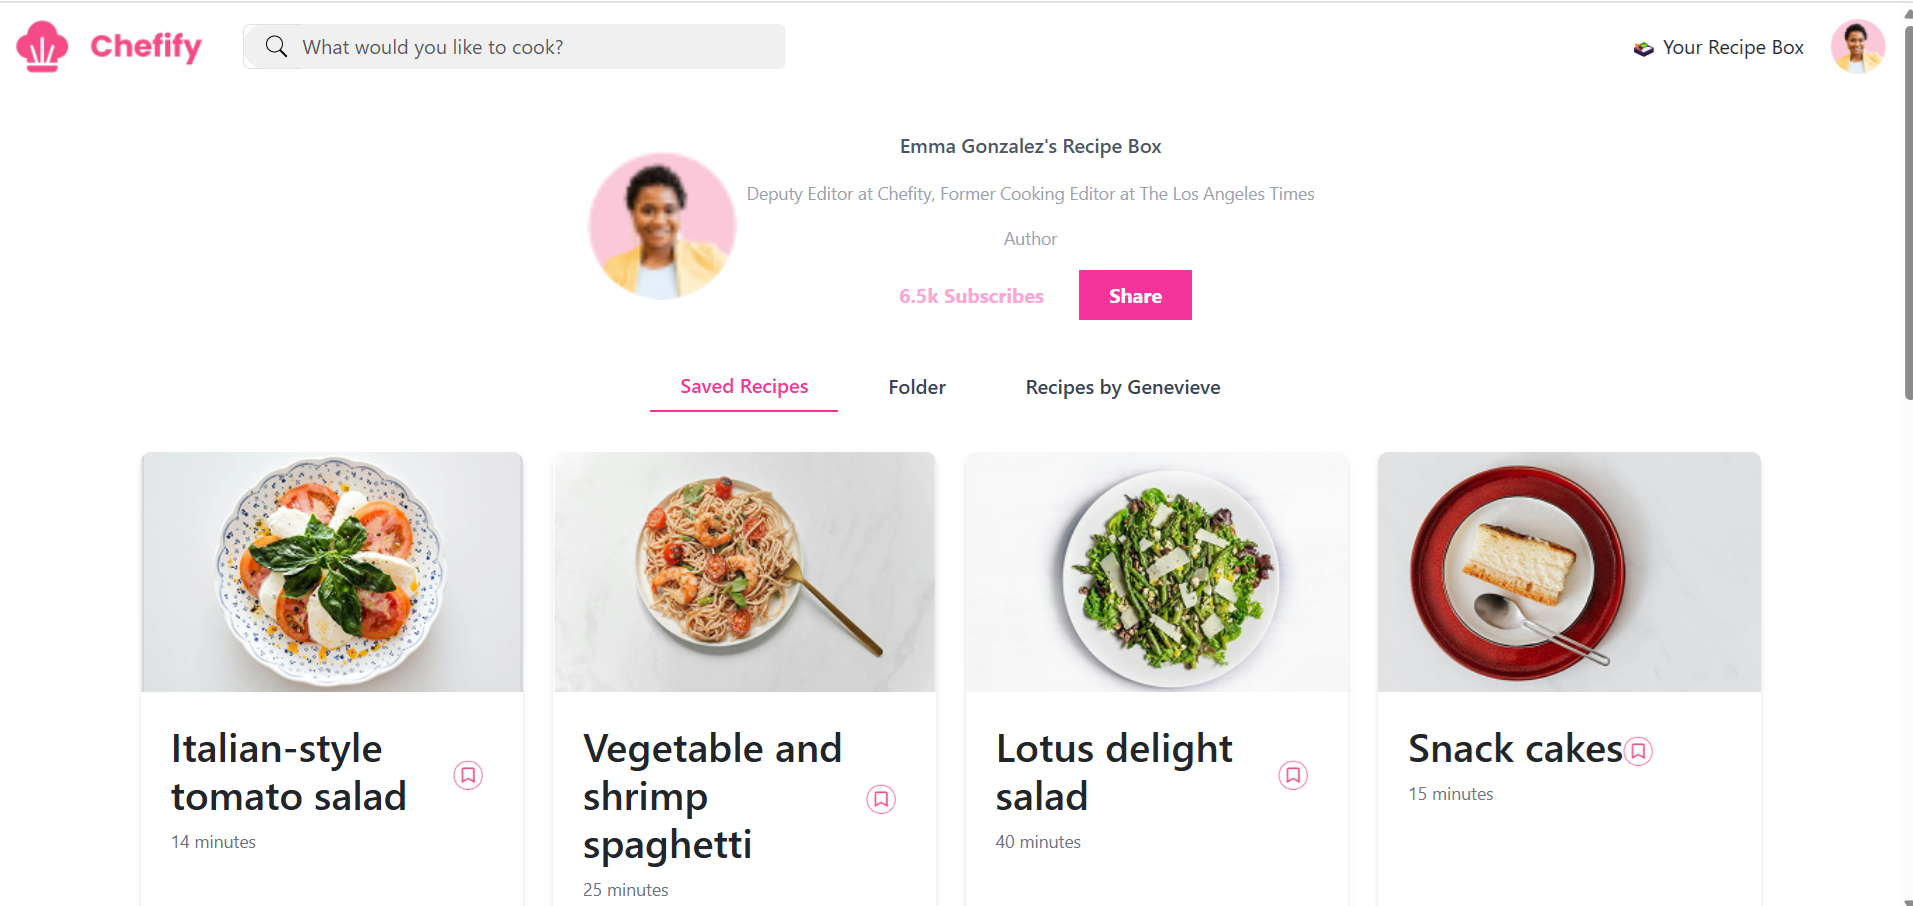 Chefify
What would you like to cook?
Your Recipe Box
Emma Gonzalez's Recipe Box
Deputy Editor at Chefity, Former Cooking Editor at The Los Angeles Times
Author
6.5k Subscribes
Share
Saved Recipes
Folder
Recipes by Genevieve
Italian-style
tomato salad
14 minutes
Vegetable and
shrimp
spaghetti
25 minutes
Lotus delight
salad
40 minutes
Snack cakes
15 minutes